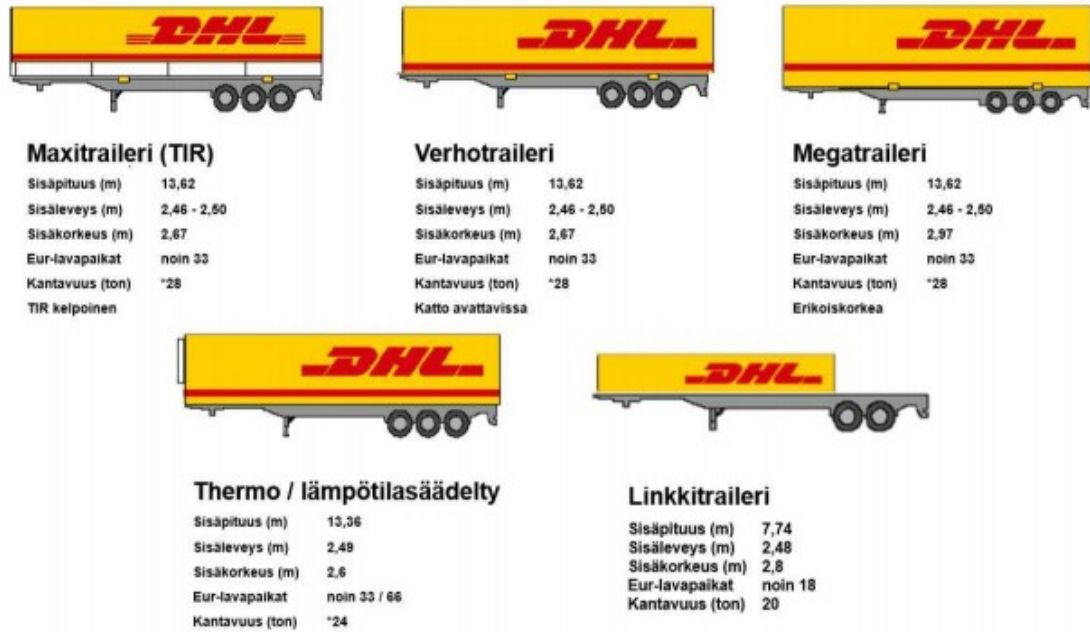 DHL
DHL
DHL
Maxitraileri (TIR)
Sisäpituus (m) 13,62
Sisäleveys (m) 2,46 - 2,50
Sisäkorkeus (m) 2,67
Eur-lavapaikat noin 33
Kantavuus (ton) *28
TIR kelpoinen
Verhotraileri
Sisäpituus (m) 13,62
Sisäleveys (m) 2,46 - 2,50
Sisäkorkeus (m) 2,67
Eur-lavapaikat noin 33
Kantavuus (ton) *28
Katto avattavissa
Megatraileri
Sisäpituus (m) 13,62
Sisäleveys (m) 2,46 - 2,50
Sisäkorkeus (m) 2,97
Eur-lavapaikat noin 33
Kantavuus (ton) *28
Erikoiskorkea
DHL
DHL
Thermo / lämpötilasäädelty
Sisäpituus (m) 13,36
Sisäleveys (m) 2,49
Sisäkorkeus (m) 2,6
Eur-lavapaikat noin 33 / 66
Kantavuus (ton) *24
Linkkitraileri
Sisäpituus (m) 7,74
Sisäleveys (m) 2,48
Sisäkorkeus (m) 2,8
Eur-lavapaikat noin 18
Kantavuus (ton) 20